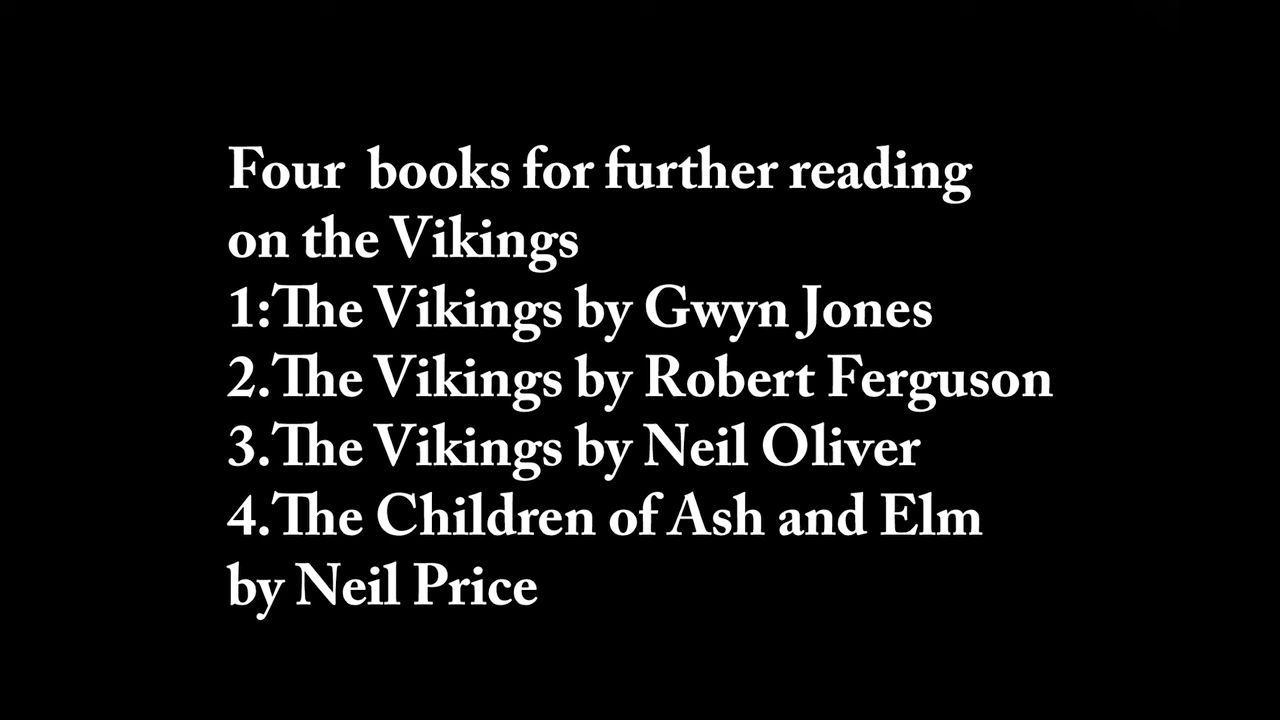 Four  books for further reading
on the Vikings
1:The Vikings by Gwyn Jones
2.The Vikings by Robert Ferguson
3.The Vikings by Neil Oliver
4.The Children of Ash and Elm
by Neil Price